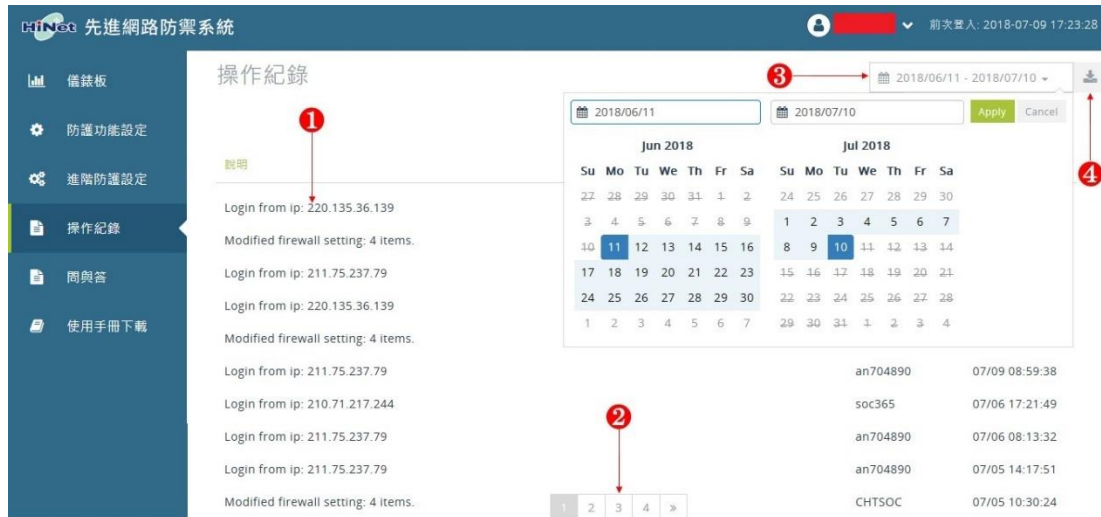 HiNet 先進網路防禦系統
前次登入: 2018-07-09 17:23:28
儀錶板
防護功能設定
進階防護設定
操作紀錄
問與答
使用手冊下載
操作紀錄
3
2018/06/11 - 2018/07/10
4
2018/06/11
2018/07/10
Apply
Cancel
Jun 2018
Su Mo Tu We Th Fr Sa
27 28 29 30 31 1 2
3 4 5 6 7 8 9
10 11 12 13 14 15 16
17 18 19 20 21 22 23
24 25 26 27 28 29 30
1 2 3 4 5 6 7
Jul 2018
Su Mo Tu We Th Fr Sa
24 25 26 27 28 29 30
1 2 3 4 5 6 7
8 9 10 11 12 13 14
15 16 17 18 19 20 21
22 23 24 25 26 27 28
29 30 31 1 2 3 4
1
說明
Login from ip: 220.135.36.139
Modified firewall setting: 4 items.
Login from ip: 211.75.237.79
Login from ip: 220.135.36.139
Modified firewall setting: 4 items.
Login from ip: 211.75.237.79 an704890 07/09 08:59:38
Login from ip: 210.71.217.244 soc365 07/06 17:21:49
Login from ip: 211.75.237.79 an704890 07/06 08:13:32
Login from ip: 211.75.237.79 an704890 07/05 14:17:51
Modified firewall setting: 4 items. CHTSOC 07/05 10:30:24
2
1 2 3 4 »